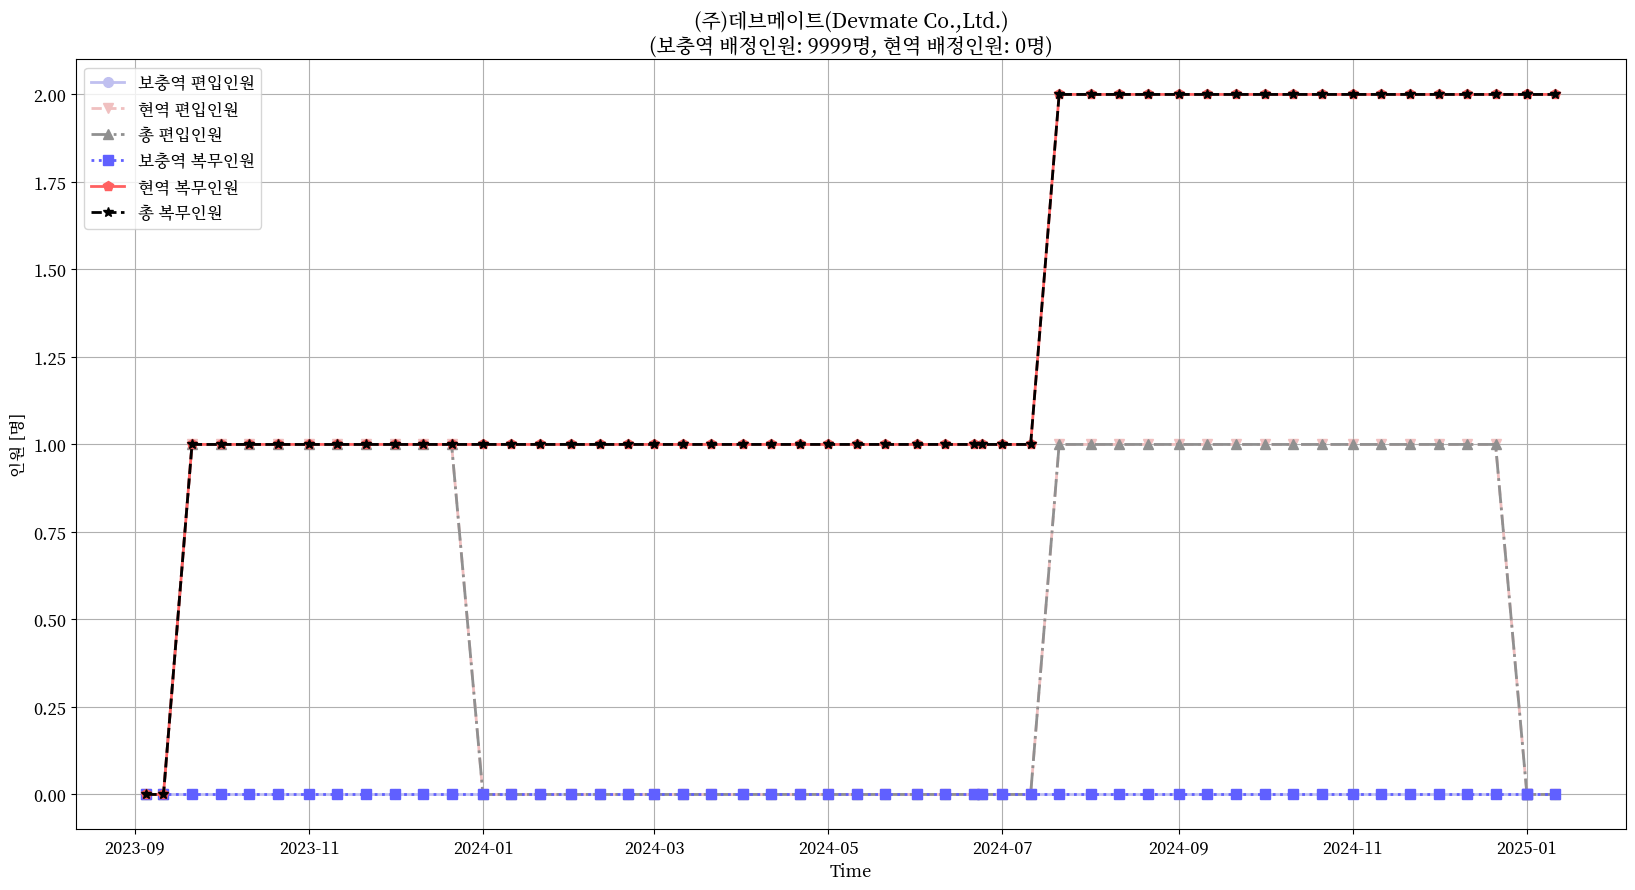 (주)데브메이트(Devmate Co.,Ltd.)
(보충역 배정인원: 9999명, 현역 배정인원: 0명)
보충역 편입인원
현역 편입인원
총 편입인원
보충역 복무인원
현역 복무인원
총 복무인원
2.00
1.75
1.50
1.25
1.00
0.75
0.50
0.25
0.00
인원 [명]
2023-09 2023-11 2024-01 2024-03 2024-05 2024-07 2024-09 2024-11 2025-01
Time